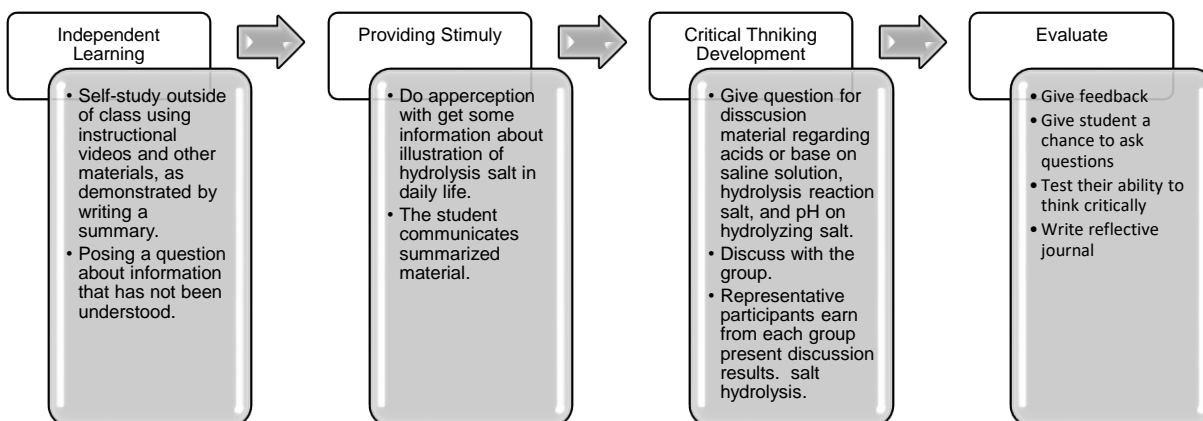 Independent
Learning
• Self-study outside
of class using
instructional
videos and other
materials, as
demonstrated by
writing a
summary.
• Posing a question
about information
that has not been
understood.
Providing Stimuly
• Do apperception
with get some
information about
illustration of
hydrolysis salt in
daily life.
• The student
communicates
summarized
material.
Critical Thniking
Development
• Give question for
disscusion
material regarding
acids or base on
saline solution,
hydrolysis reaction
salt, and pH on
hydrolyzing salt.
• Discuss with the
group.
• Representative
participants earn
from each group
present discussion
results. salt
hydrolysis.
Evaluate
• Give feedback
• Give student a
chance to ask
questions
• Test their ability to
think critically
• Write reflective
journal